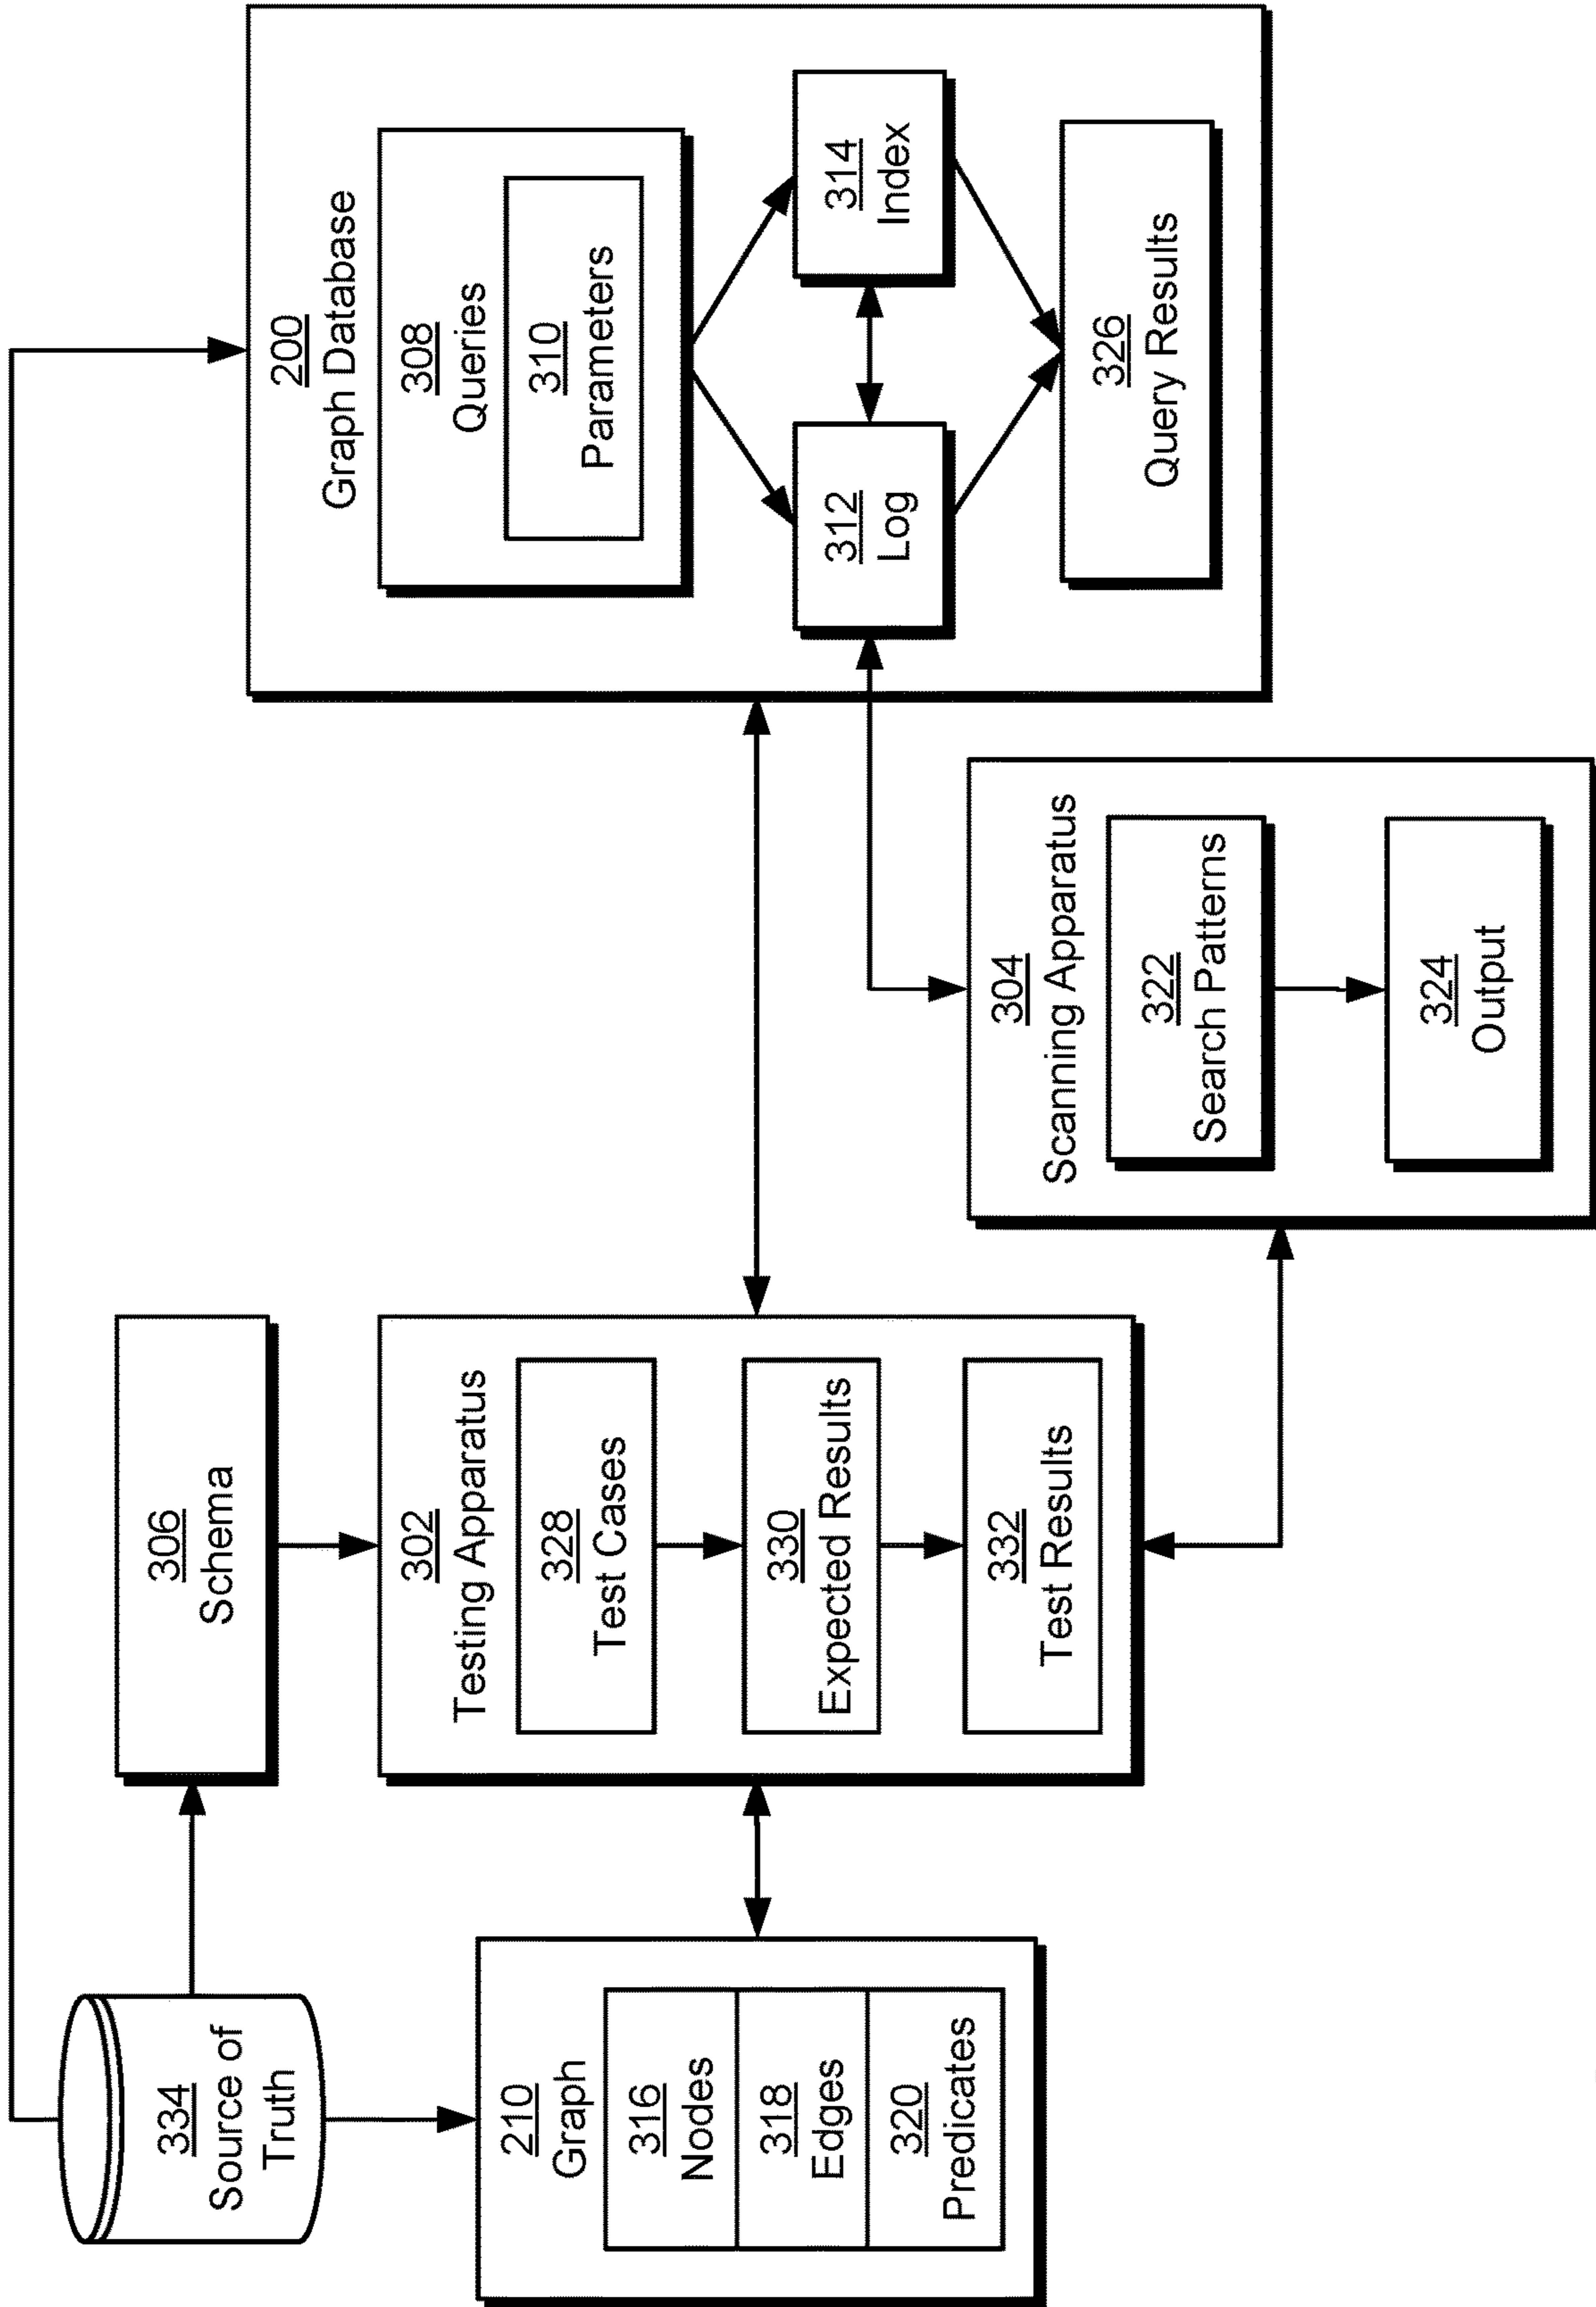 334
Source of
Truth
306
Schema
200
Graph Database
308
Queries
310
Parameters
312
Log
314
Index
326
Query Results
210
Graph
316
Nodes
318
Edges
320
Predicates
302
Testing Apparatus
328
Test Cases
330
Expected Results
332
Test Results
304
Scanning Apparatus
322
Search Patterns
324
Output